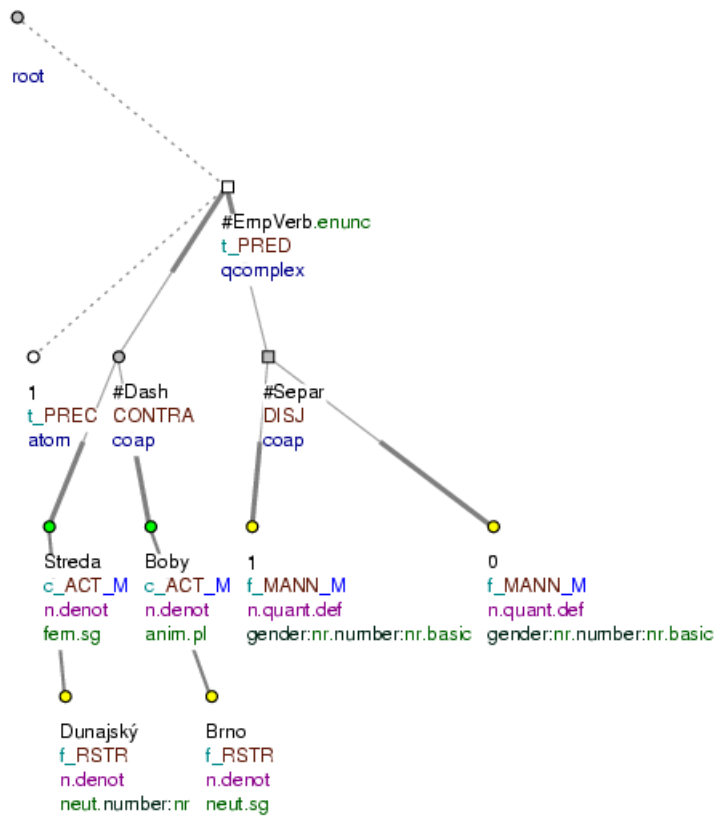 root
#EmpVerb.enunc
t_PRED
qcomplex
1
t_PREC
atom
#Dash
CONTRA
coap
#Separ
DISJ
coap
Streda
c_ACT_M
n.denot
fem.sg
Boby
c_ACT_M
n.denot
anim.pl
1
f_MANN_M
n.quant.def
gender:nr.number:nr.basic
0
f_MANN_M
n.quant.def
gender:nr.number:nr.basic
Dunajský
f_RSTR
n.denot
neut.number:nr
Brno
f_RSTR
n.denot
neut.sg